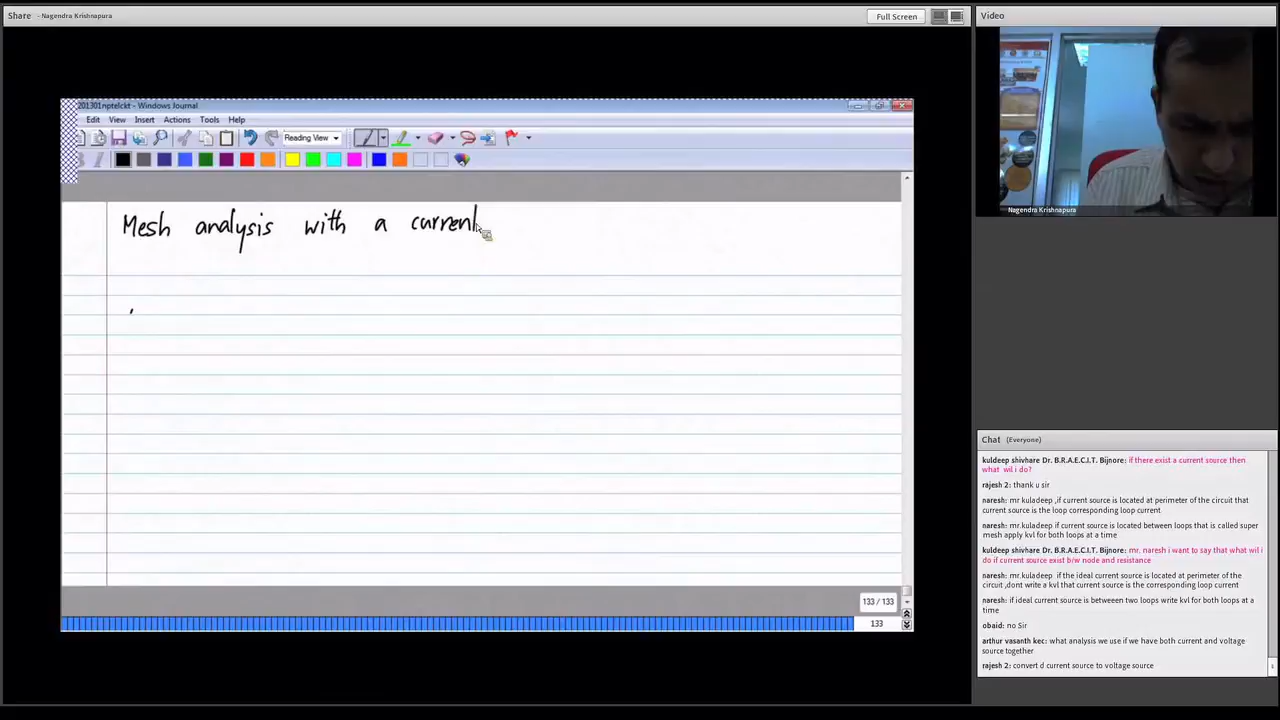 Share - Nagendra Krishnapura
Full Screen
Video
201301nptelckt - Windows Journal
Edit View Insert Actions Tools Help
Reading View
Mesh analysis with a current
133 / 133
133
Nagendra Krishnapura
Chat (Everyone)
kuldeep shivhare Dr. B.R.A.E.C.I.T. Bijnore: if there exist a current source then
what wil i do?
rajesh 2: thank u sir
naresh: mr kuladeep ,if current source is located at perimeter of the circuit that
current source is the loop corresponding loop current
naresh: mr.kuladeep if current source is located between loops that is called super
mesh apply kvl for both loops at a time
kuldeep shivhare Dr. B.R.A.E.C.I.T. Bijnore: mr. naresh i want to say that what wil i
do if current source exist b/w node and resistance
naresh: mr.kuladeep if the ideal current source is located at perimeter of the
circuit ,dont write a kvl that current source is the corresponding loop current
naresh: if ideal current source is betweeen two loops write kvl for both loops at a
time
obaid: no Sir
arthur vasanth kec: what analysis we use if we have both current and voltage
source together
rajesh 2: convert d current source to voltage source